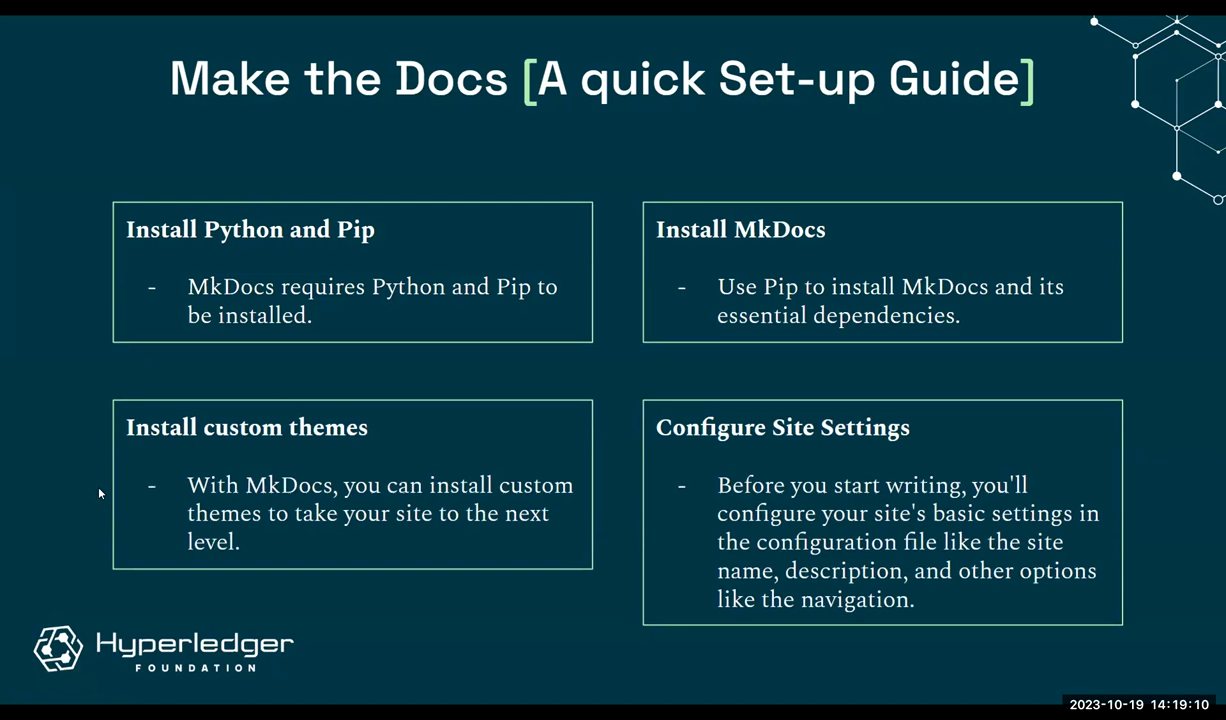 Make the Docs [A quick Set-up Guide]
Install Python and Pip
- MkDocs requires Python and Pip to
be installed.
Install MkDocs
- Use Pip to install MkDocs and its
essential dependencies.
Install custom themes
- With MkDocs, you can install custom
themes to take your site to the next
level.
Configure Site Settings
- Before you start writing, you'll
configure your site's basic settings in
the configuration file like the site
name, description, and other options
like the navigation.
Hyperledger
FOUNDATION
2023-10-19 14:19:10